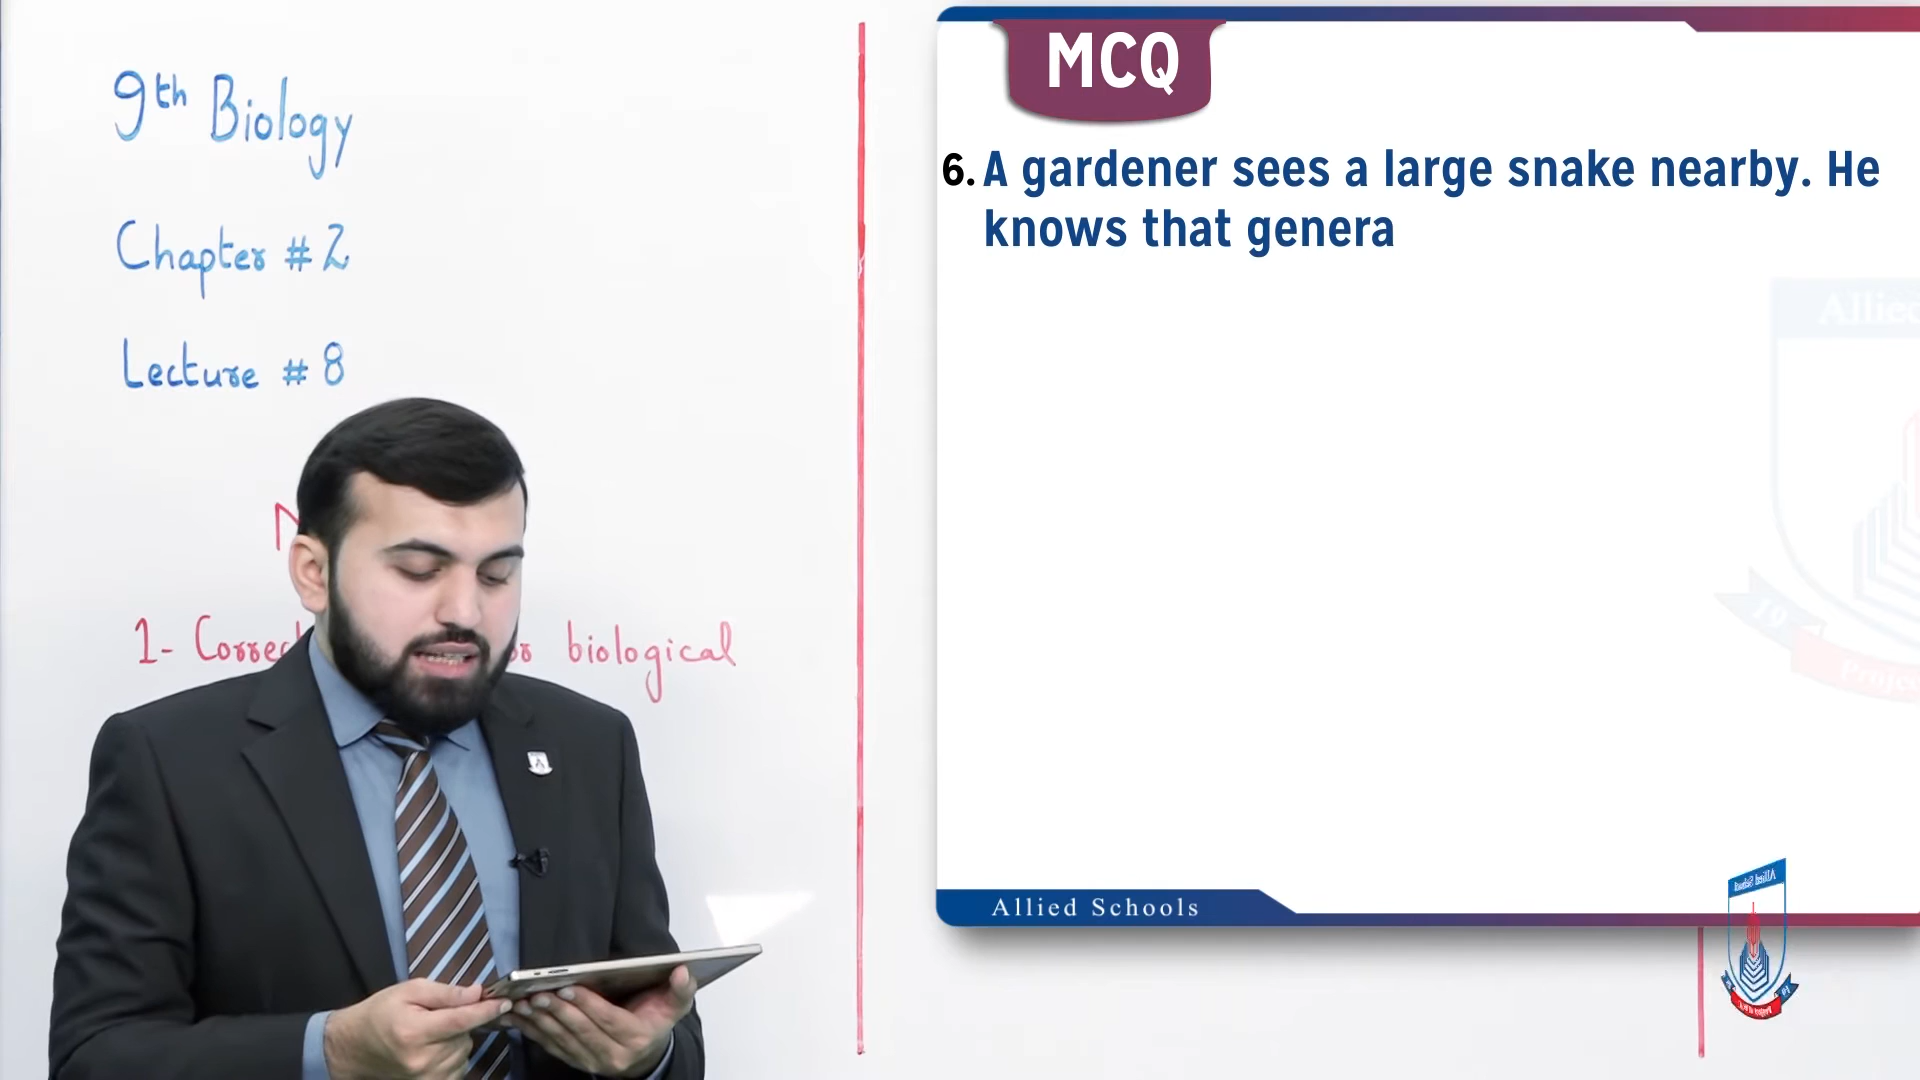 9th Biology
Chapter # 2
Lecture # 8
1- biological
MCQ
6. A gardener sees a large snake nearby. He
knows that genera
Allied Schools